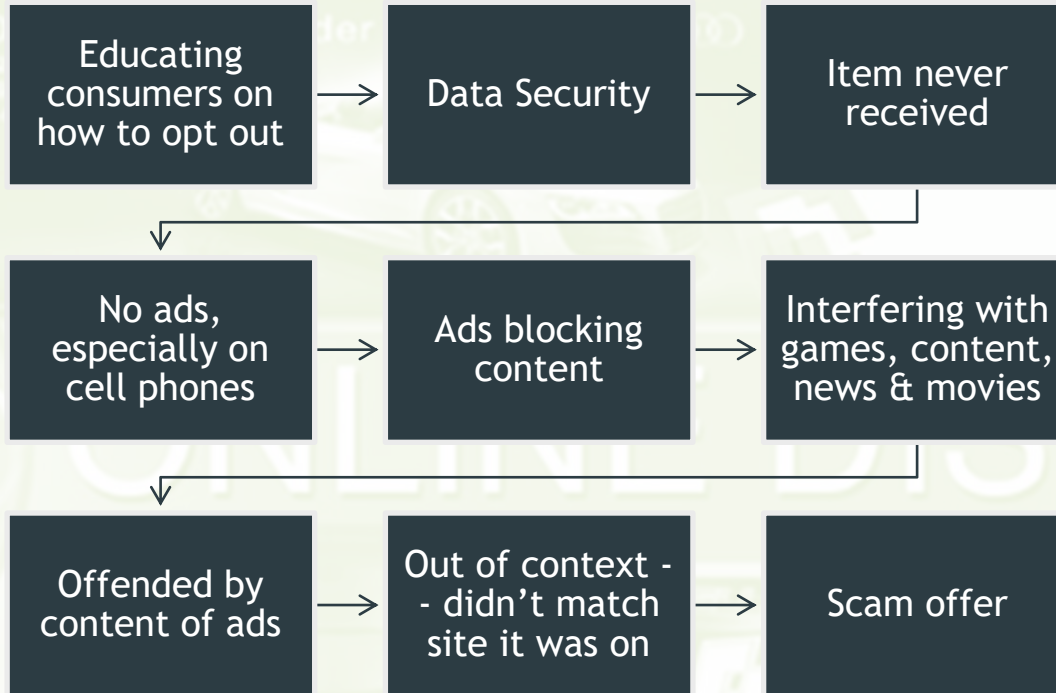 Educating
consumers on
how to opt out
Data Security
Item never
received
No ads,
especially on
cell phones
Ads blocking
content
Interfering with
games, content,
news & movies
Offended by
content of ads
Out of context -
- didn't match
site it was on
Scam offer
ONLINE DIS